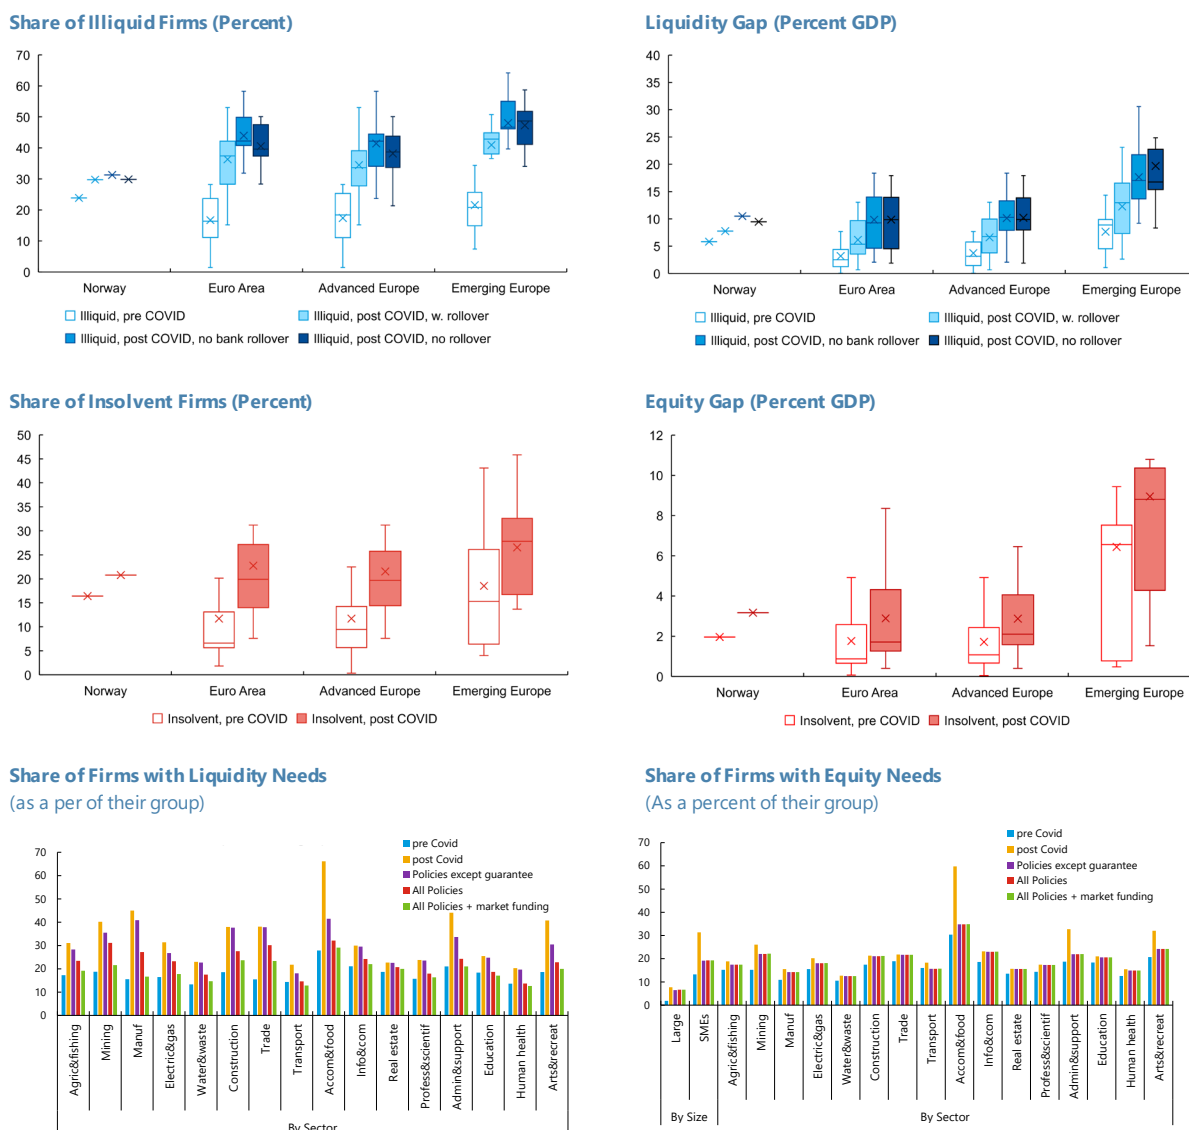 Share of Illiquid Firms (Percent)
70
60
50
40
30
20
10
0
Norway
Euro Area
Advanced Europe
Emerging Europe
Illiquid, pre COVID
Illiquid, post COVID, w. rollover
Illiquid, post COVID, no bank rollover
Illiquid, post COVID, no rollover
Liquidity Gap (Percent GDP)
40
35
30
25
20
15
10
5
0
Norway
Euro Area
Advanced Europe
Emerging Europe
Illiquid, pre COVID
Illiquid, post COVID, w. rollover
Illiquid, post COVID, no bank rollover
Illiquid, post COVID, no rollover
Share of Insolvent Firms (Percent)
50
45
40
35
30
25
20
15
10
5
0
Norway
Euro Area
Advanced Europe
Emerging Europe
Insolvent, pre COVID
Insolvent, post COVID
Equity Gap (Percent GDP)
12
10
8
6
4
2
0
Norway
Euro Area
Advanced Europe
Emerging Europe
Insolvent, pre COVID
Insolvent, post COVID
Share of Firms with Liquidity Needs
(as a per of their group)
pre Covid
post Covid
Policies except guarantee
All Policies
All Policies + market funding
70
60
50
40
30
20
10
0
Agric&fishing
Mining
Manuf
Electric&gas
Water&waste
Construction
Trade
Transport
Accom&food
Info&com
Real estate
Profess&scientif
Admin&support
Education
Human health
Arts&recreat
By Sector
Share of Firms with Equity Needs
(As a percent of their group)
pre Covid
post Covid
Policies except guarantee
All Policies
All Policies + market funding
70
60
50
40
30
20
10
0
Large
SMEs
Agric&fishing
Mining
Manuf
Electric&gas
Water&waste
Construction
Trade
Transport
Accom&food
Info&com
Real estate
Profess&scientif
Admin&support
Education
Human health
Arts&recreat
By Size
By Sector